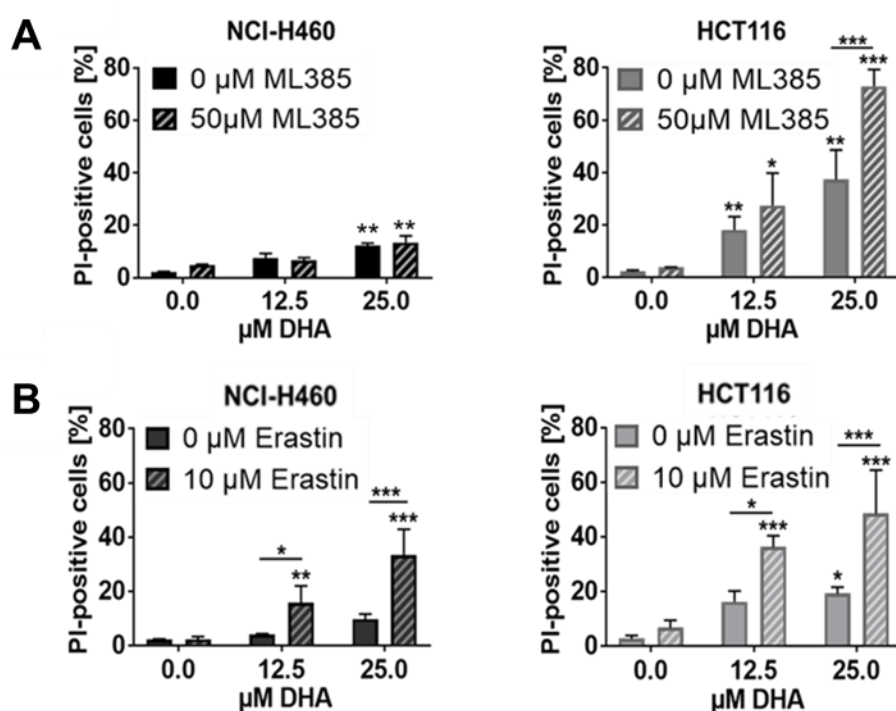 A
NCI-H460
PI-positive cells [%]
80
60
40
20
0
0 µM ML385
50µM ML385
** **
0.0 12.5 25.0
µM DHA
HCT116
PI-positive cells [%]
80
60
40
20
0
0 µM ML385
50µM ML385
***
***
**
*
**
0.0 12.5 25.0
µM DHA
B
NCI-H460
PI-positive cells [%]
80
60
40
20
0
0 µM Erastin
10 µM Erastin
***
***
*
**
0.0 12.5 25.0
µM DHA
HCT116
PI-positive cells [%]
80
60
40
20
0
0 µM Erastin
10 µM Erastin
***
***
*
***
*
0.0 12.5 25.0
µM DHA